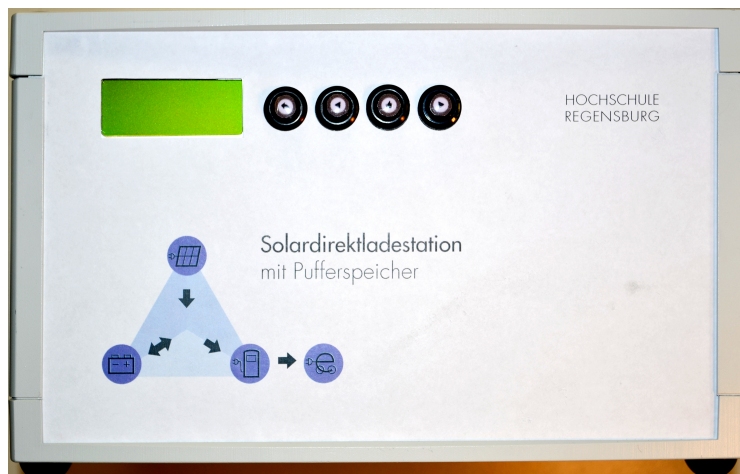 HOCHSCHULE
REGENSBURG
Solardirektladestation
mit Pufferspeicher